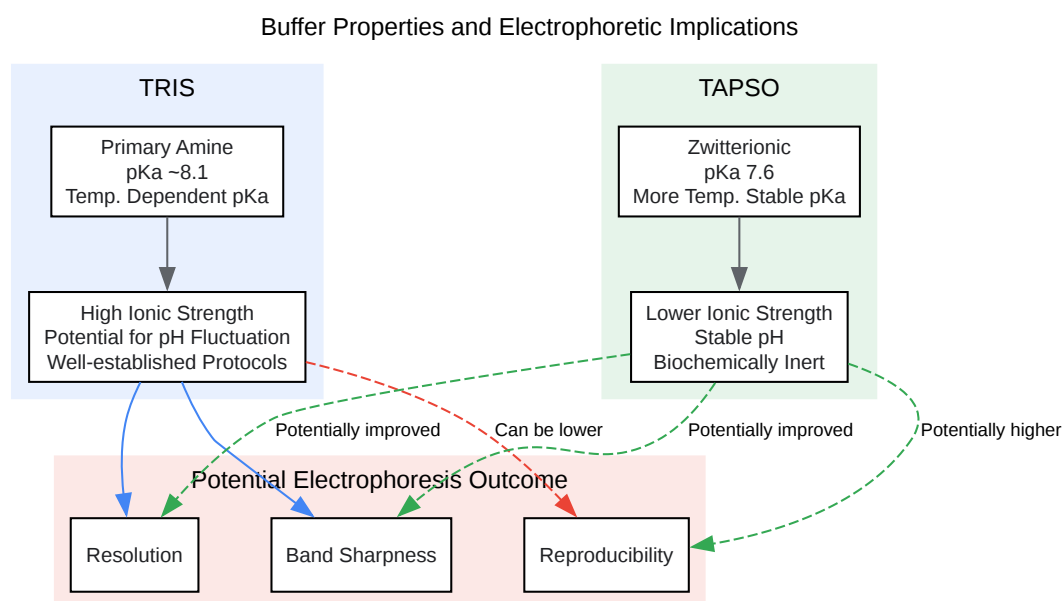 Buffer Properties and Electrophoretic Implications
TRIS
TAPSO
Primary Amine
pKa ~8.1
Temp. Dependent pKa
Zwitterionic
pKa 7.6
More Temp. Stable pKa
High Ionic Strength
Potential for pH Fluctuation
Well-established Protocols
Lower Ionic Strength
Stable pH
Biochemically Inert
Potentially improved
Can be lower
Potentially improved
Potentially higher
Potential Electrophoresis Outcome
Resolution
Band Sharpness
Reproducibility